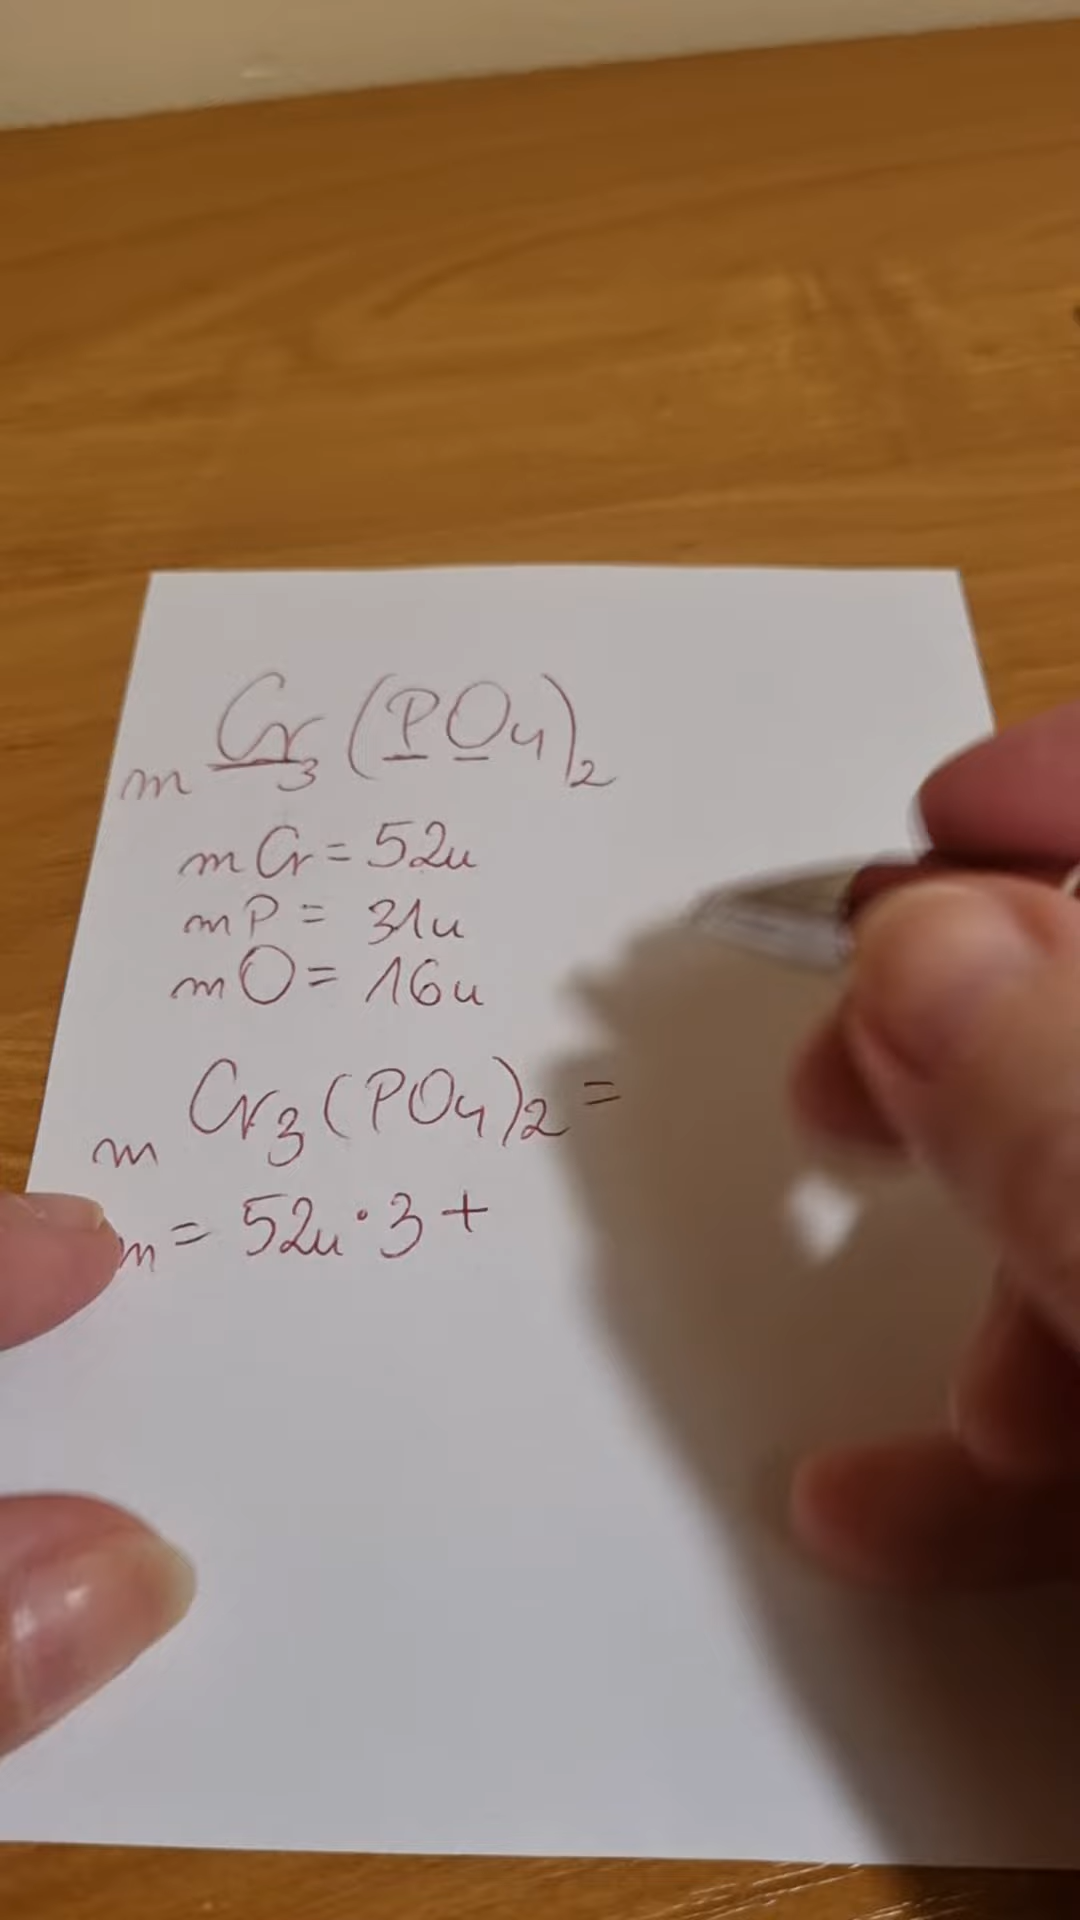 m Cr₃(PO₄)₂
mCr = 52u
mP = 31u
mO = 16u
m Cr₃(PO₄)₂ =
m = 52u · 3 +